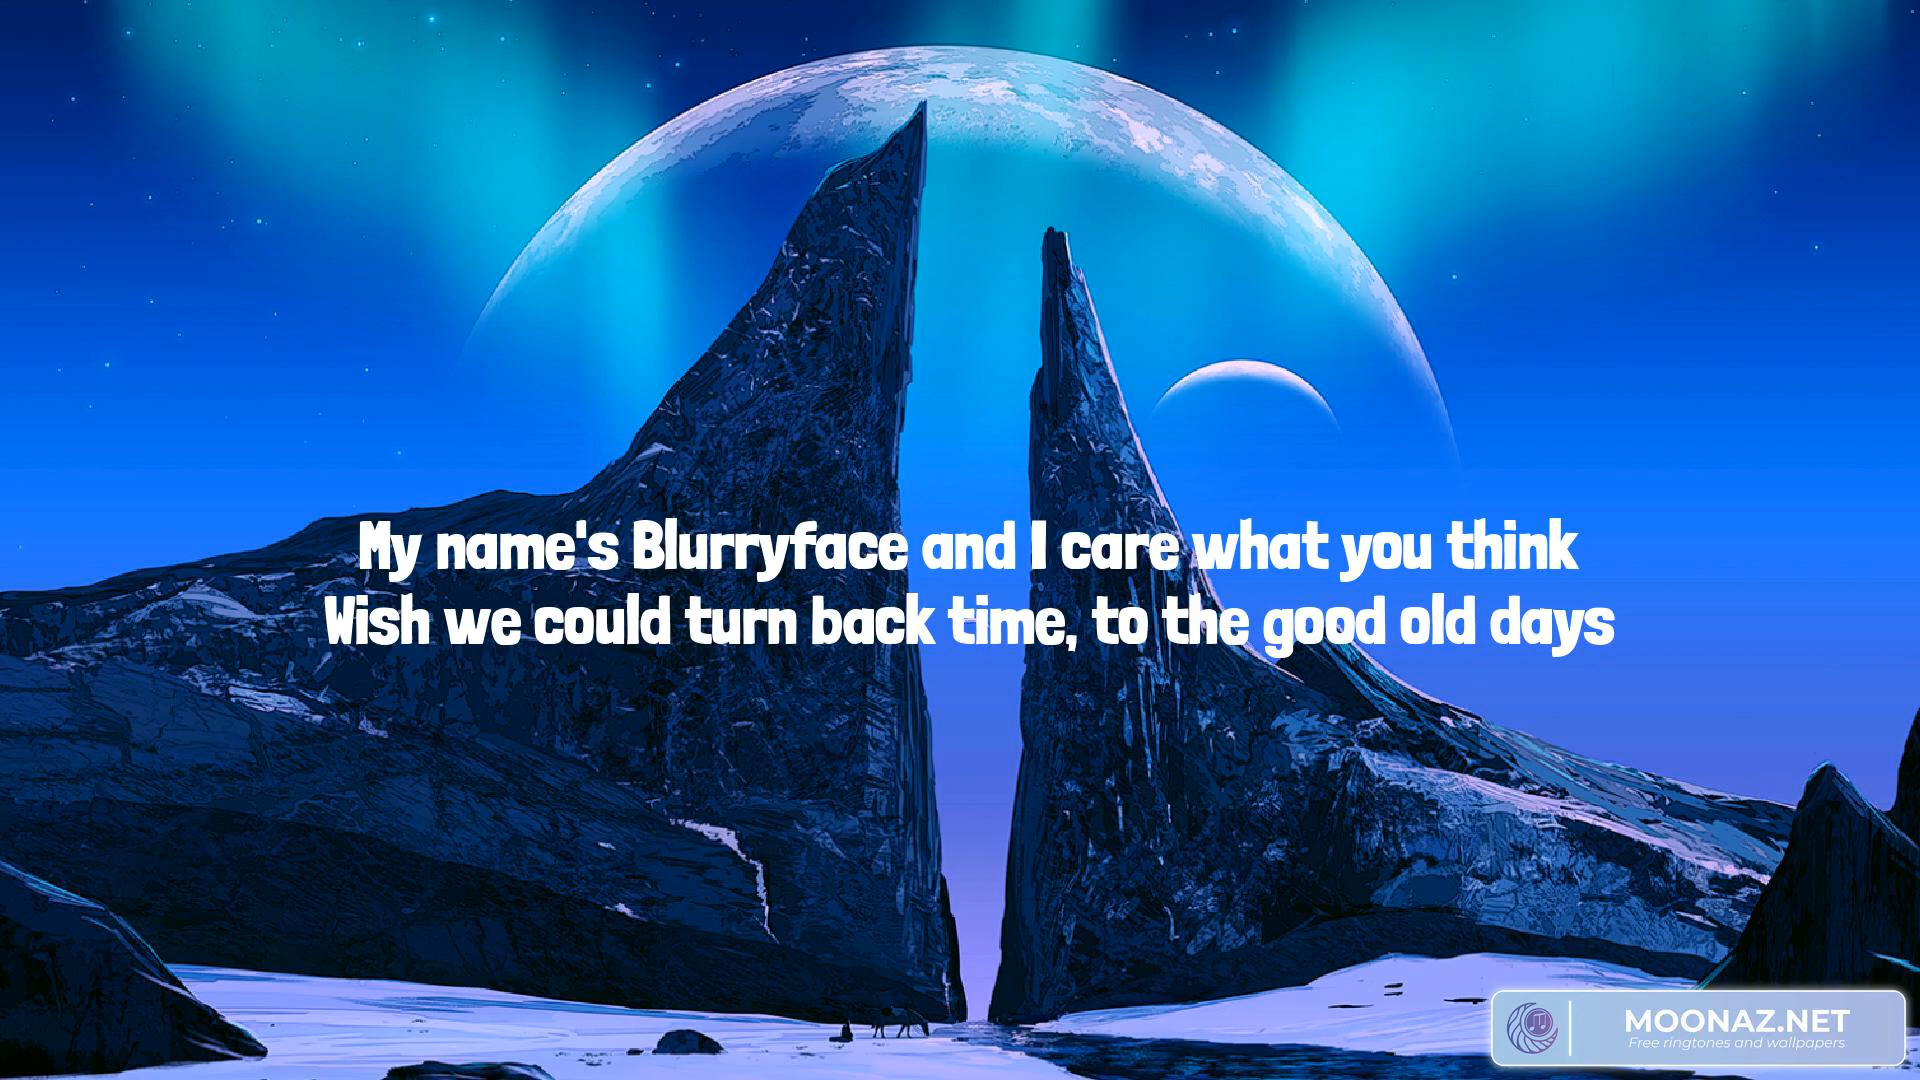 My name's Blurryface and I care what you think
Wish we could turn back time, to the good old days
MOONAZ.NET
Free ringtones and wallpapers